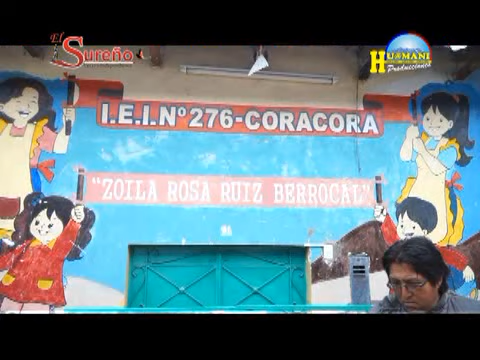 El
Sureño
HUAMANI
Producciones
I.E.I.Nº276-CORACORA
"ZOILA ROSA RUIZ BERROCAL"